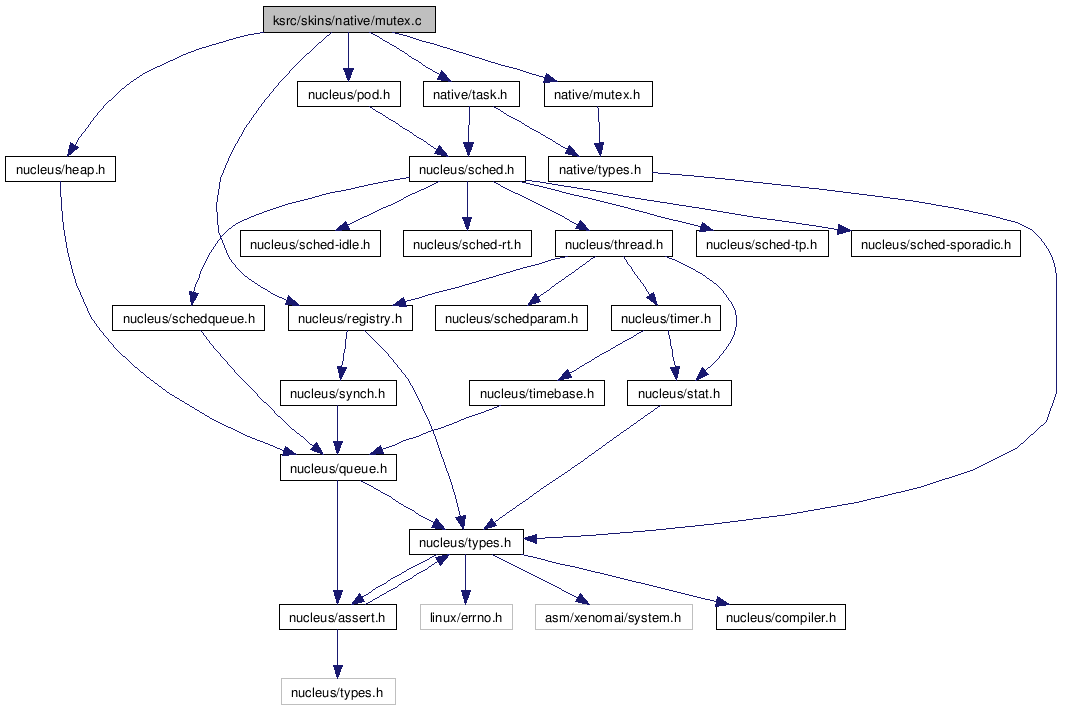 ksrc/skins/native/mutex.c
nucleus/pod.h
native/task.h
native/mutex.h
nucleus/heap.h
nucleus/sched.h
native/types.h
nucleus/sched-idle.h
nucleus/sched-rt.h
nucleus/thread.h
nucleus/sched-tp.h
nucleus/sched-sporadic.h
nucleus/schedqueue.h
nucleus/registry.h
nucleus/schedparam.h
nucleus/timer.h
nucleus/synch.h
nucleus/timebase.h
nucleus/stat.h
nucleus/queue.h
nucleus/types.h
nucleus/assert.h
linux/errno.h
asm/xenomai/system.h
nucleus/compiler.h
nucleus/types.h